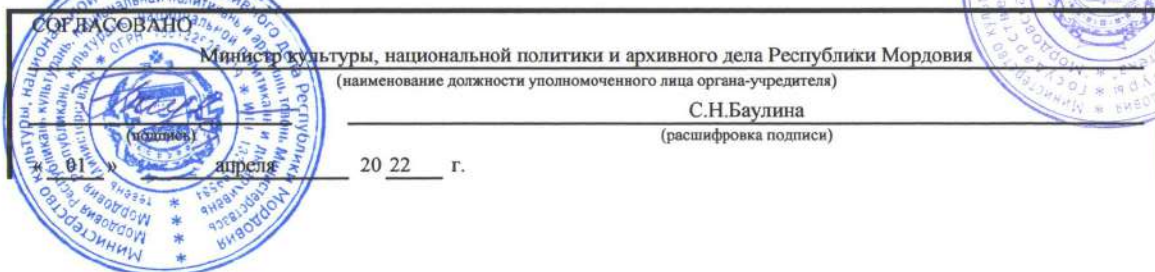 СОГЛАСОВАНО
Министр культуры, национальной политики и архивного дела Республики Мордовия
(наименование должности уполномоченного лица органа-учредителя)
С.Н.Баулина
(подпись)
(расшифровка подписи)
« 01 » апреля 20 22 г.